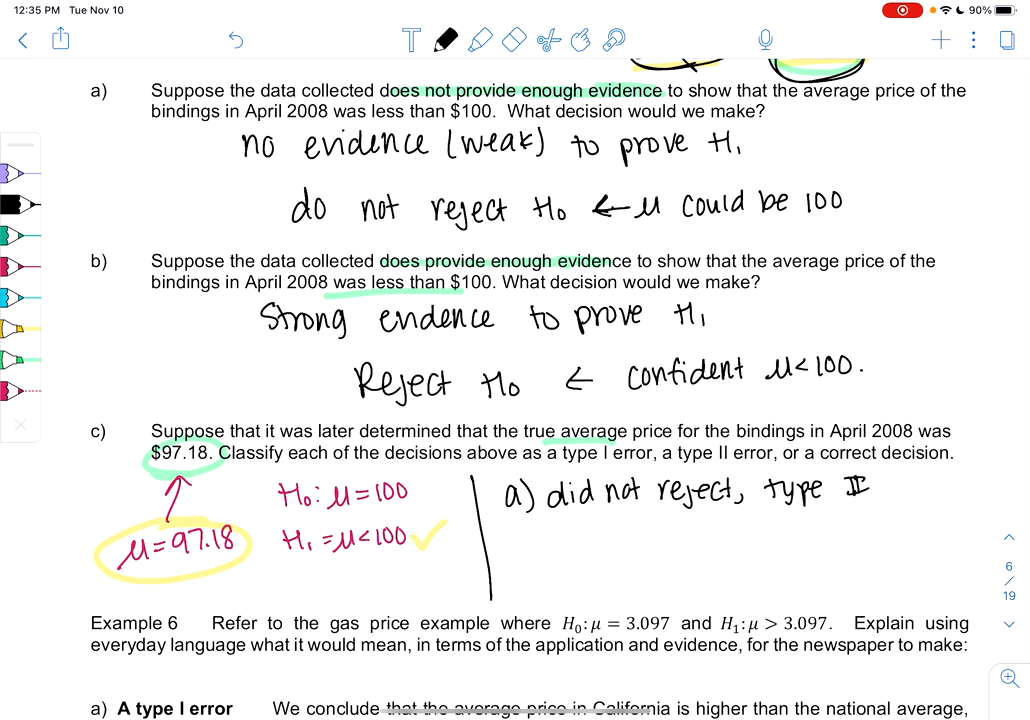 12:35 PM Tue Nov 10
90%
T
a) Suppose the data collected does not provide enough evidence to show that the average price of the
bindings in April 2008 was less than $100. What decision would we make?
no evidence (weak) to prove H₁
do not reject H₀ ← μ could be 100
b) Suppose the data collected does provide enough evidence to show that the average price of the
bindings in April 2008 was less than $100. What decision would we make?
Strong endence to prove H₁
Reject H₀ ← confident μ<100.
c) Suppose that it was later determined that the true average price for the bindings in April 2008 was
$97.18. Classify each of the decisions above as a type I error, a type II error, or a correct decision.
H₀: μ=100
a) did not reject, type II
μ=97.18
H₁ = μ<100 ✓
6
/
19
Example 6 Refer to the gas price example where H₀: μ = 3.097 and H₁: μ > 3.097. Explain using
everyday language what it would mean, in terms of the application and evidence, for the newspaper to make:
a) A type I error We conclude that the average price in California is higher than the national average,